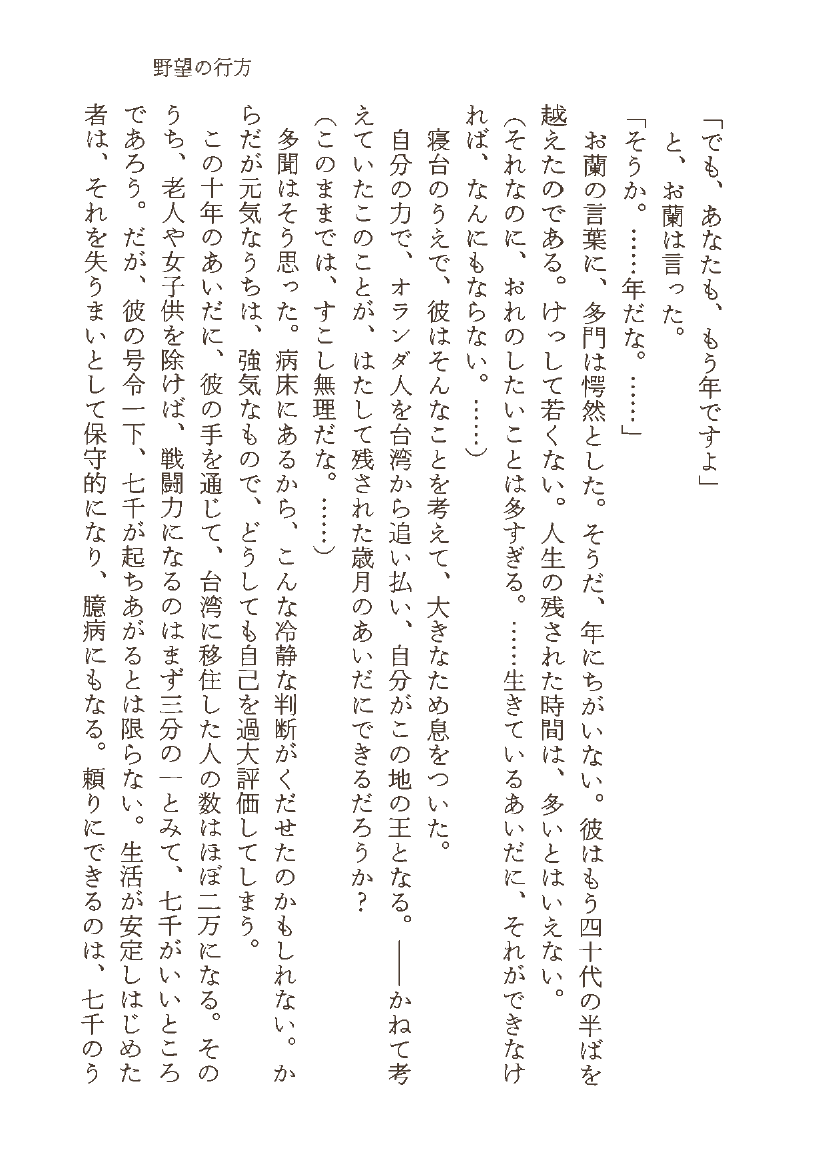 野望の行方
「でも、あなたも、もう年ですよ」
と、お蘭は言った。
「そうか。……年だな。……」
お蘭の言葉に、多門は愕然とした。そうだ、年にちがいない。彼はもう四十代の半ばを
越えたのである。けっして若くない。人生の残された時間は、多いとはいえない。
（それなのに、おれのしたいことは多すぎる。……生きているあいだに、それができなけ
れば、なんにもならない。……）
寝台のうえで、彼はそんなことを考えて、大きなため息をついた。
自分の力で、オランダ人を台湾から追い払い、自分がこの地の王となる。――かねて考
えていたこのことが、はたして残された歳月のあいだにできるだろうか？
（このままでは、すこし無理だな。……）
多聞はそう思った。病床にあるから、こんな冷静な判断がくだせたのかもしれない。か
らだが元気なうちは、強気なもので、どうしても自己を過大評価してしまう。
この十年のあいだに、彼の手を通じて、台湾に移住した人の数はほぼ二万になる。その
うち、老人や女子供を除けば、戦闘力になるのはまず三分の一とみて、七千がいいところ
であろう。だが、彼の号令一下、七千が起ちあがるとは限らない。生活が安定しはじめた
者は、それを失うまいとして保守的になり、臆病にもなる。頼りにできるのは、七千のう